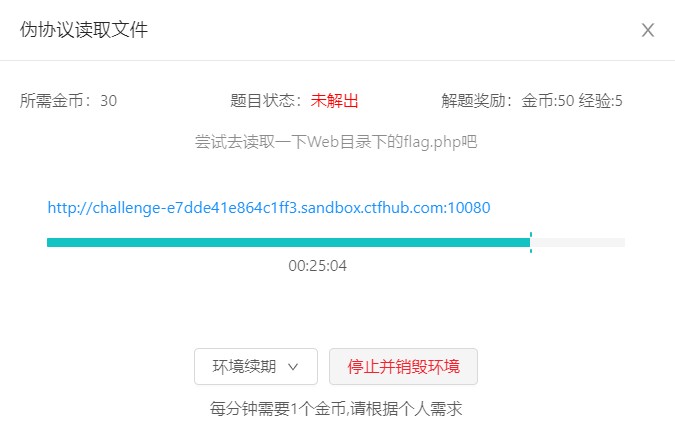 伪协议读取文件
所需金币：30 题目状态：未解出 解题奖励：金币:50 经验:5
尝试去读取一下Web目录下的flag.php吧
http://challenge-e7dde41e864c1ff3.sandbox.ctfhub.com:10080
00:25:04
环境续期 停止并销毁环境
每分钟需要1个金币,请根据个人需求